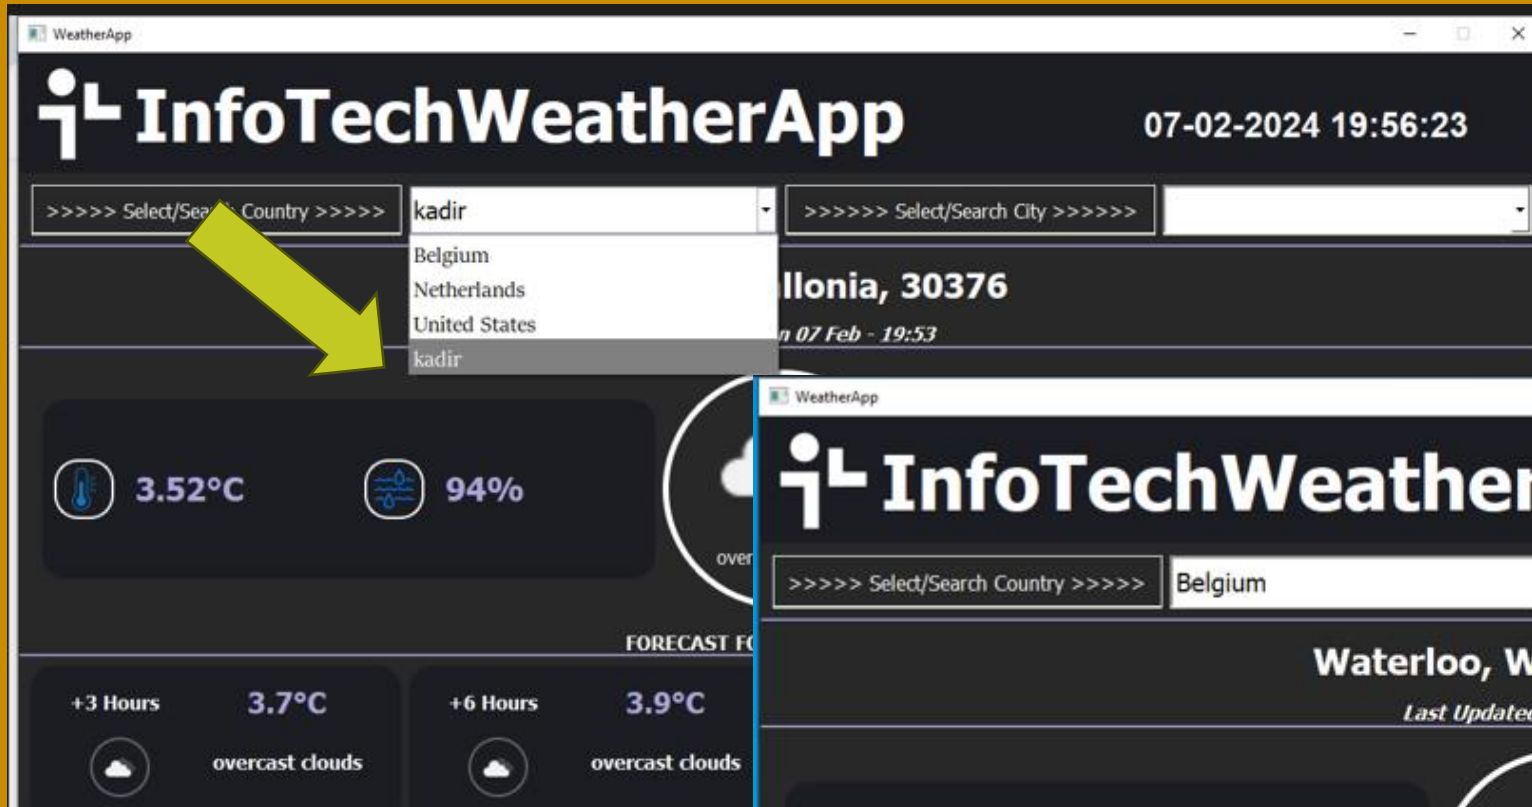 WeatherApp
InfoTechWeatherApp
07-02-2024 19:56:23
>>>>> Select/Search Country >>>>>
kadir
>>>>>> Select/Search City >>>>>>
Belgium
Netherlands
United States
kadir
llonia, 30376
n 07 Feb - 19:53
3.52°C
94%
over
FORECAST FO
+3 Hours
3.7°C
overcast clouds
+6 Hours
3.9°C
overcast clouds
WeatherApp
InfoTechWeather
>>>>> Select/Search Country >>>>>
Belgium
Waterloo, W
Last Updated